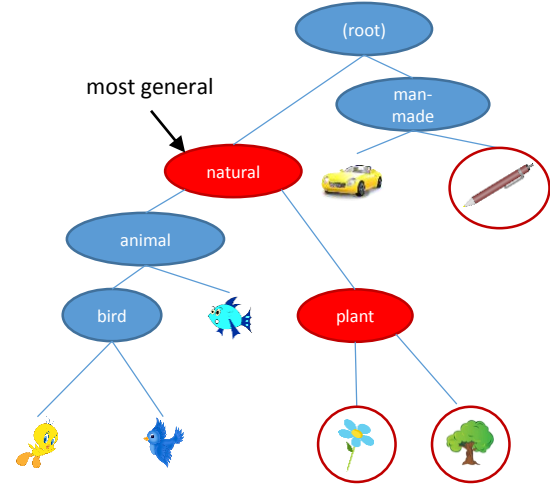 (root)
man-
made
most general
natural
animal
bird
plant